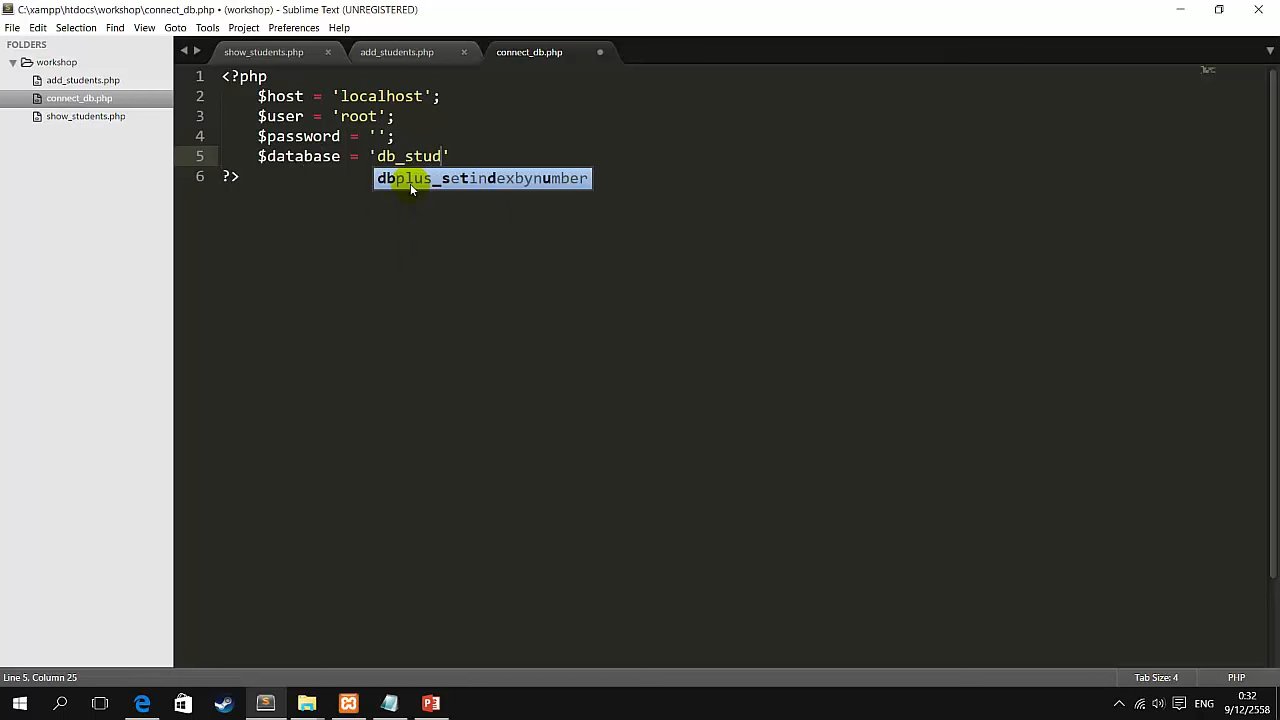 C:\xampp\htdocs\workshop\connect_db.php • (workshop) - Sublime Text (UNREGISTERED)
File Edit Selection Find View Goto Tools Project Preferences Help
FOLDERS
workshop
add_students.php
connect_db.php
show_students.php
show_students.php × add_students.php × connect_db.php
1 <?php
2 $host = 'localhost';
3 $user = 'root';
4 $password = '';
5 $database = 'db_stud'
dbplus_setindexbynumber
6 ?>
Line 5, Column 25
Tab Size: 4
PHP
ENG
0:32
9/12/2558